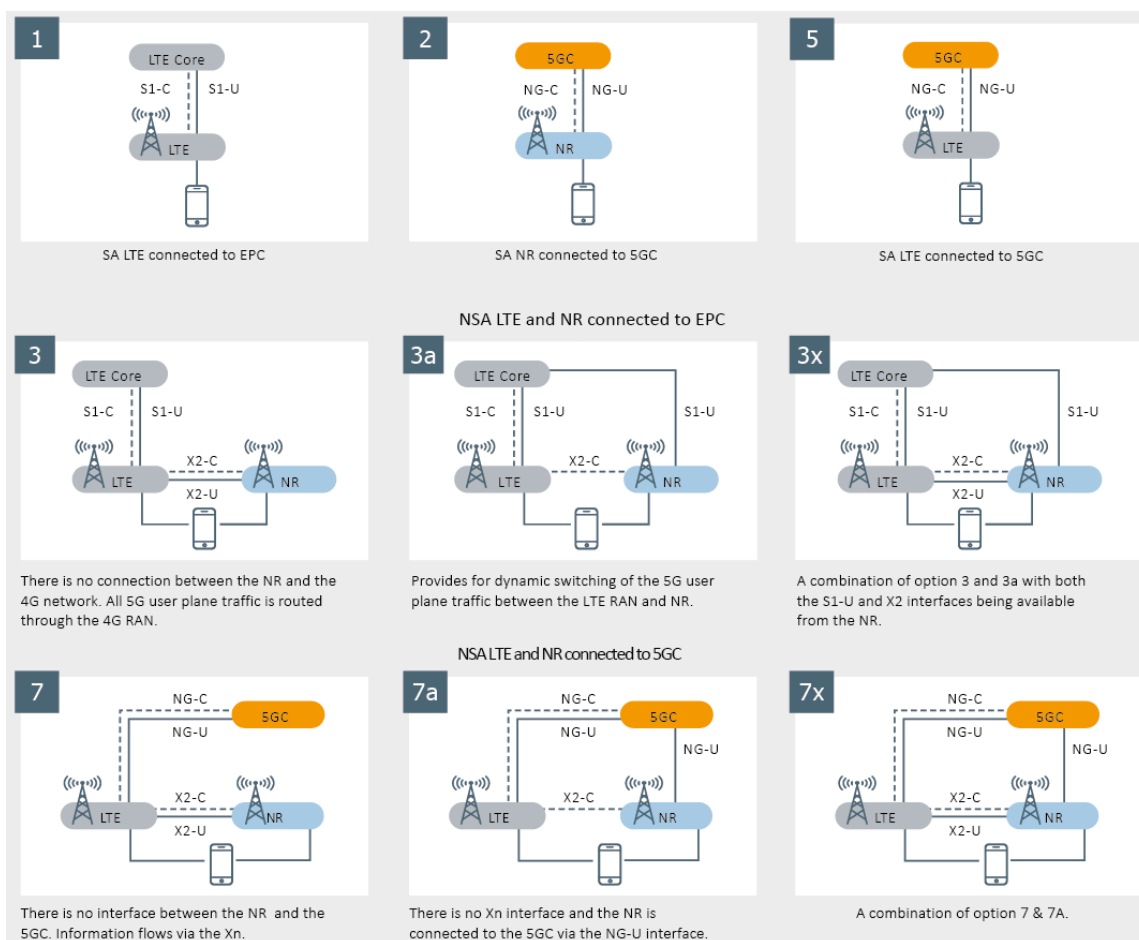 1
2
5
LTE Core
5GC
5GC
S1-C S1-U
NG-C NG-U
NG-C NG-U
LTE
NR
LTE
SA LTE connected to EPC
SA NR connected to 5GC
SA LTE connected to 5GC
NSA LTE and NR connected to EPC
3
3a
3x
LTE Core
LTE Core
LTE Core
S1-C S1-U
S1-C S1-U S1-U
S1-C S1-U S1-U
X2-C
X2-C
X2-C
LTE NR
LTE NR
LTE NR
X2-U
X2-U
There is no connection between the NR and the
4G network. All 5G user plane traffic is routed
through the 4G RAN.
Provides for dynamic switching of the 5G user
plane traffic between the LTE RAN and NR.
A combination of option 3 and 3a with both
the S1-U and X2 interfaces being available
from the NR.
NSA LTE and NR connected to 5GC
7
7a
7x
NG-C
NG-C
NG-C
5GC
5GC
5GC
NG-U
NG-U
NG-U
NG-U
NG-U
X2-C
X2-C
X2-C
LTE NR
LTE NR
LTE NR
X2-U
X2-U
There is no interface between the NR and the
5GC. Information flows via the Xn.
There is no Xn interface and the NR is
connected to the 5GC via the NG-U interface.
A combination of option 7 & 7A.